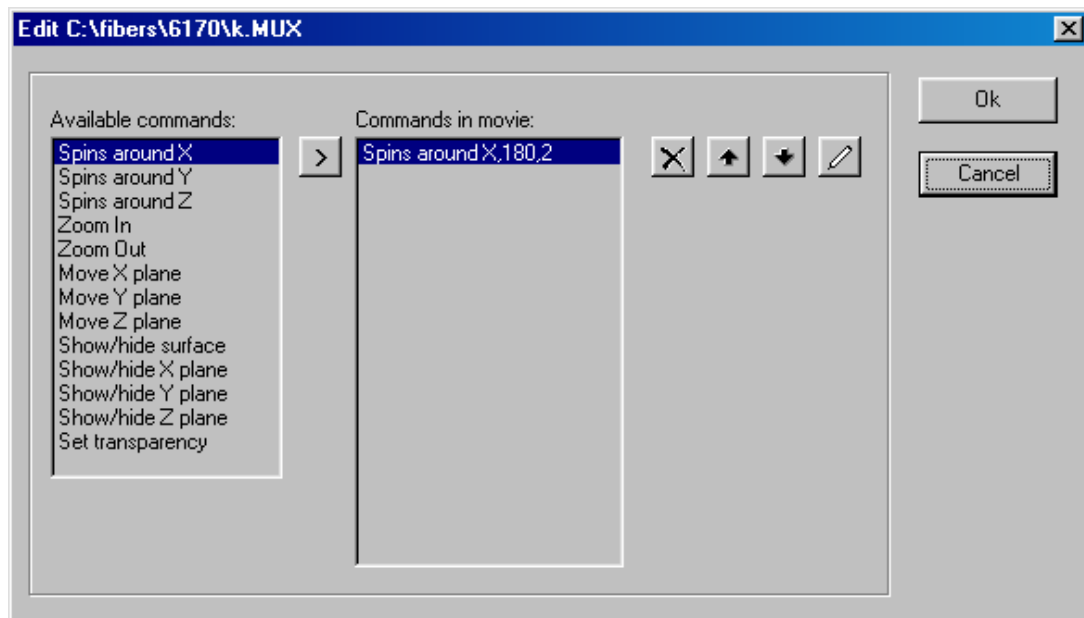 Edit C:\fibers\6170\k.MUX
Available commands:
Spins around X
Spins around Y
Spins around Z
Zoom In
Zoom Out
Move X plane
Move Y plane
Move Z plane
Show/hide surface
Show/hide X plane
Show/hide Y plane
Show/hide Z plane
Set transparency
>
Commands in movie:
Spins around X,180,2
Ok
Cancel